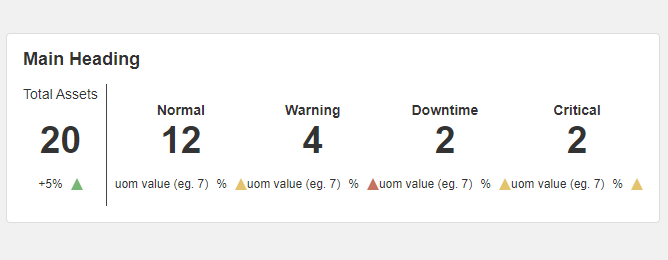 Main Heading
Total Assets
20
+5%
Normal
12
uom value (eg. 7) %
Warning
4
uom value (eg. 7) %
Downtime
2
uom value (eg. 7) %
Critical
2
uom value (eg. 7) %